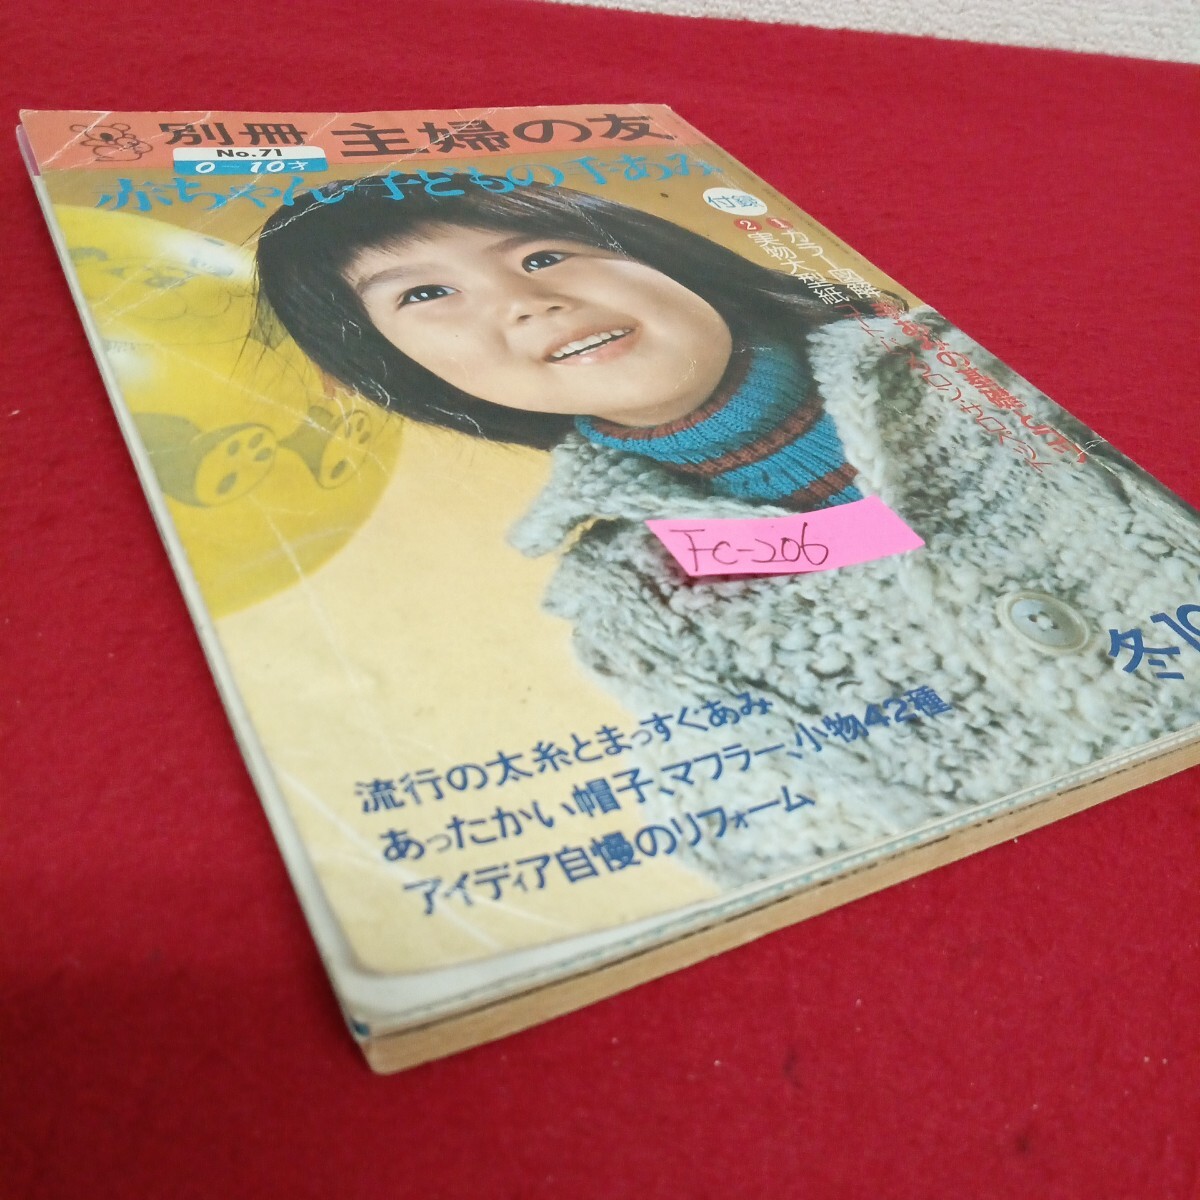 別冊 主婦の友
No.71
0-10才
赤ちゃん・子どもの手あみ
付録
1 カラー図解
2 実物大型紙
Fc-206
冬
流行の太糸とまっすぐあみ
あったかい帽子、マフラー、小物42種
アイディア自慢のリフォーム